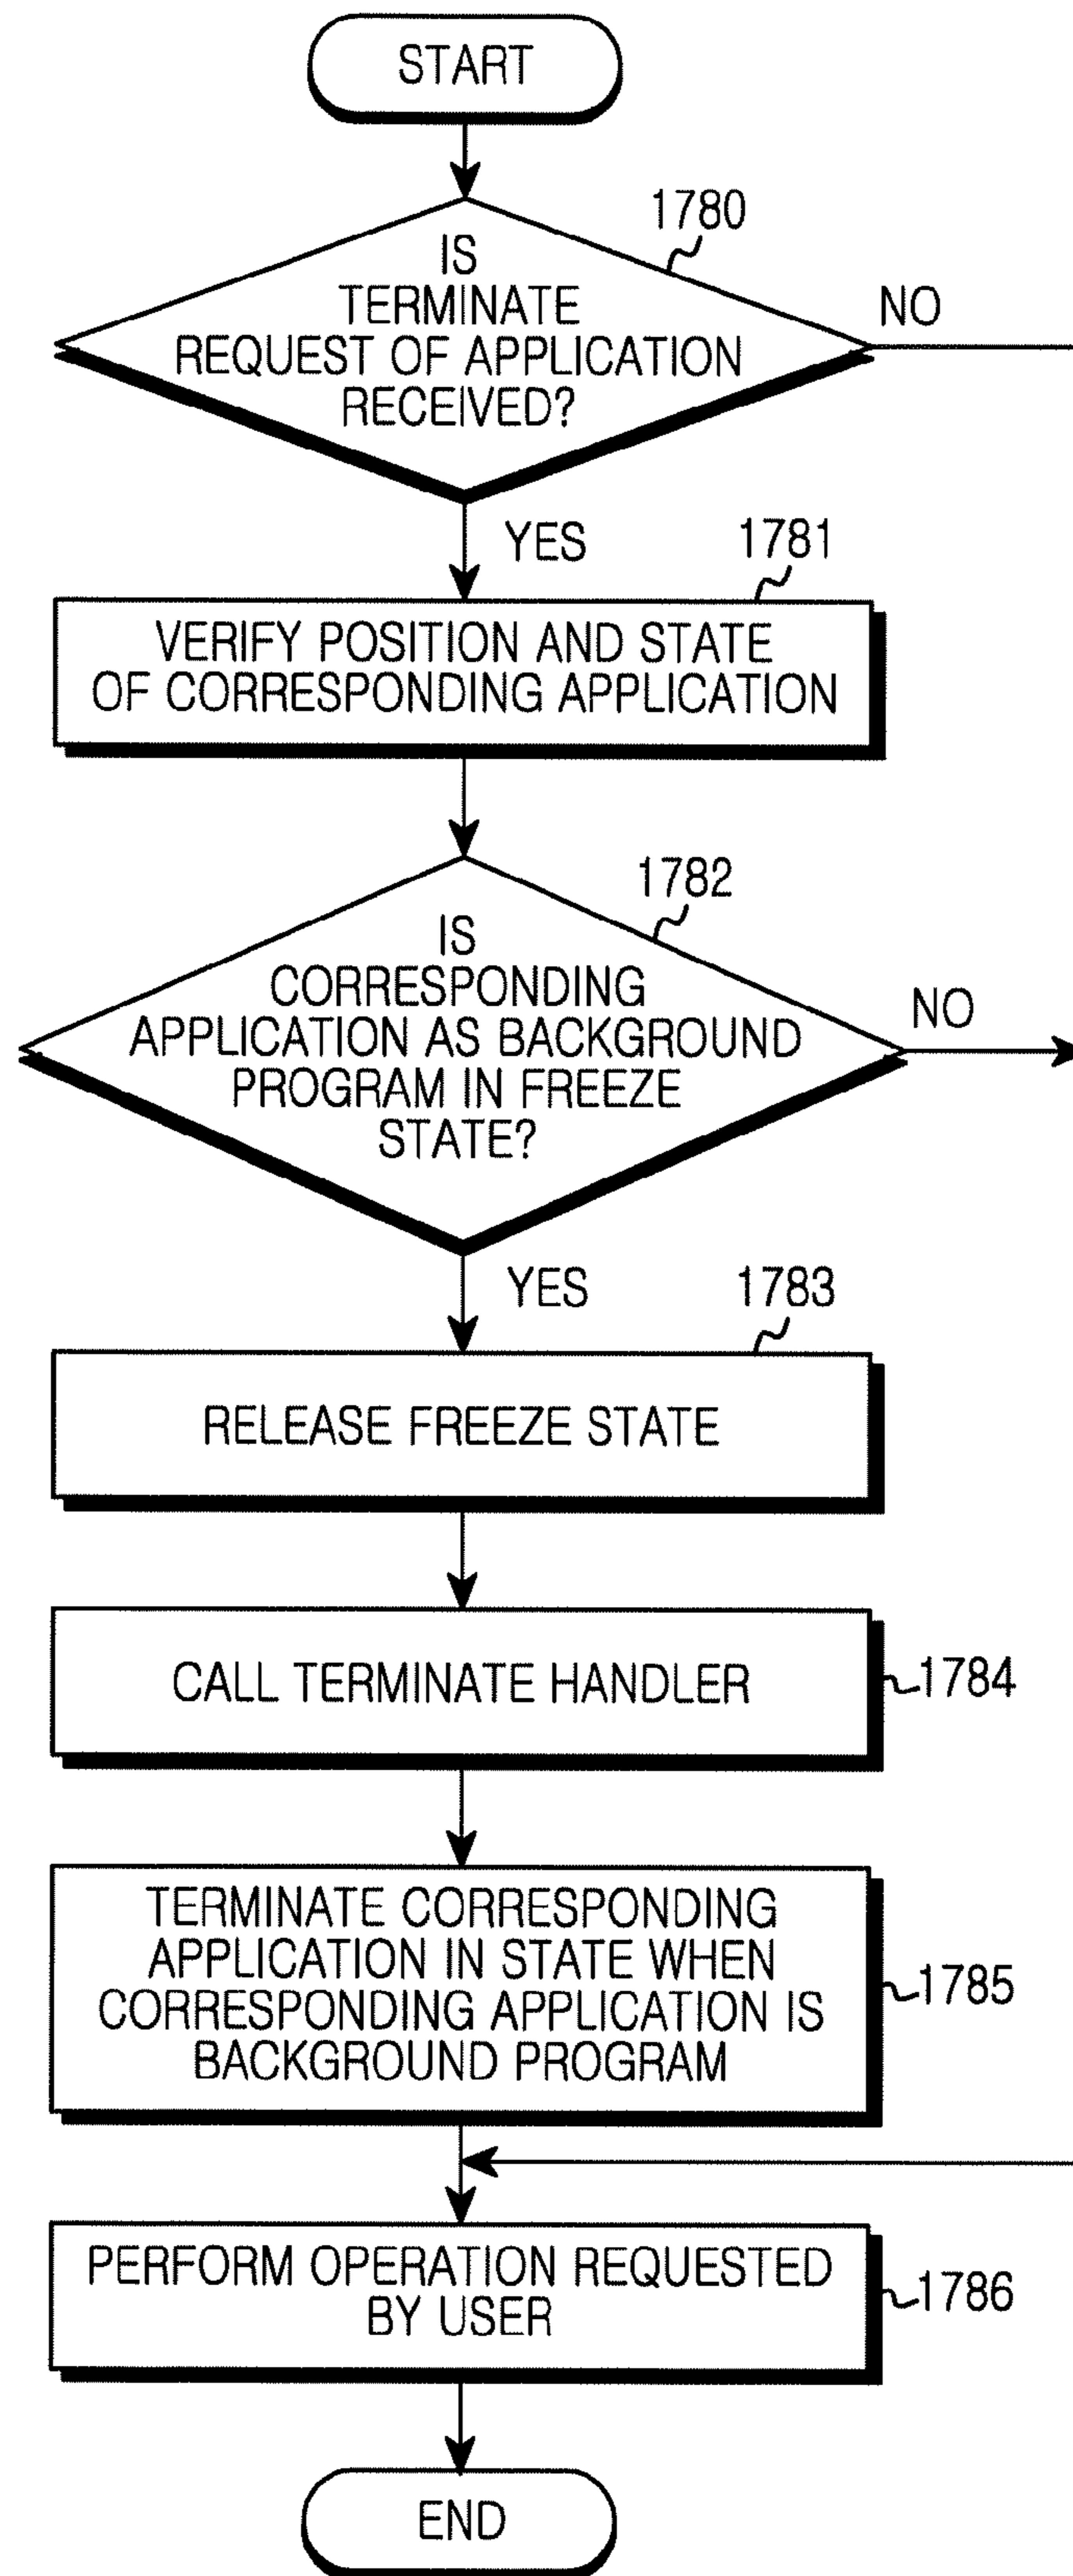 START
1780
IS
TERMINATE
REQUEST OF APPLICATION
RECEIVED?
NO
YES
1781
VERIFY POSITION AND STATE
OF CORRESPONDING APPLICATION
1782
IS
CORRESPONDING
APPLICATION AS BACKGROUND
PROGRAM IN FREEZE
STATE?
NO
YES
1783
RELEASE FREEZE STATE
CALL TERMINATE HANDLER
1784
TERMINATE CORRESPONDING
APPLICATION IN STATE WHEN
CORRESPONDING APPLICATION IS
BACKGROUND PROGRAM
1785
PERFORM OPERATION REQUESTED
BY USER
1786
END